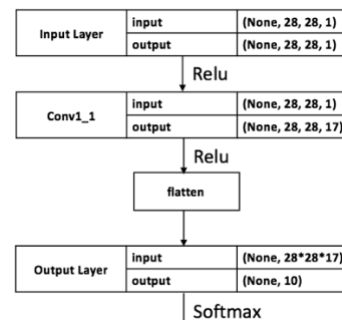 Input Layer
input (None, 28, 28, 1)
output (None, 28, 28, 1)
Relu
Conv1_1
input (None, 28, 28, 1)
output (None, 28, 28, 17)
Relu
flatten
Output Layer
input (None, 28*28*17)
output (None, 10)
Softmax